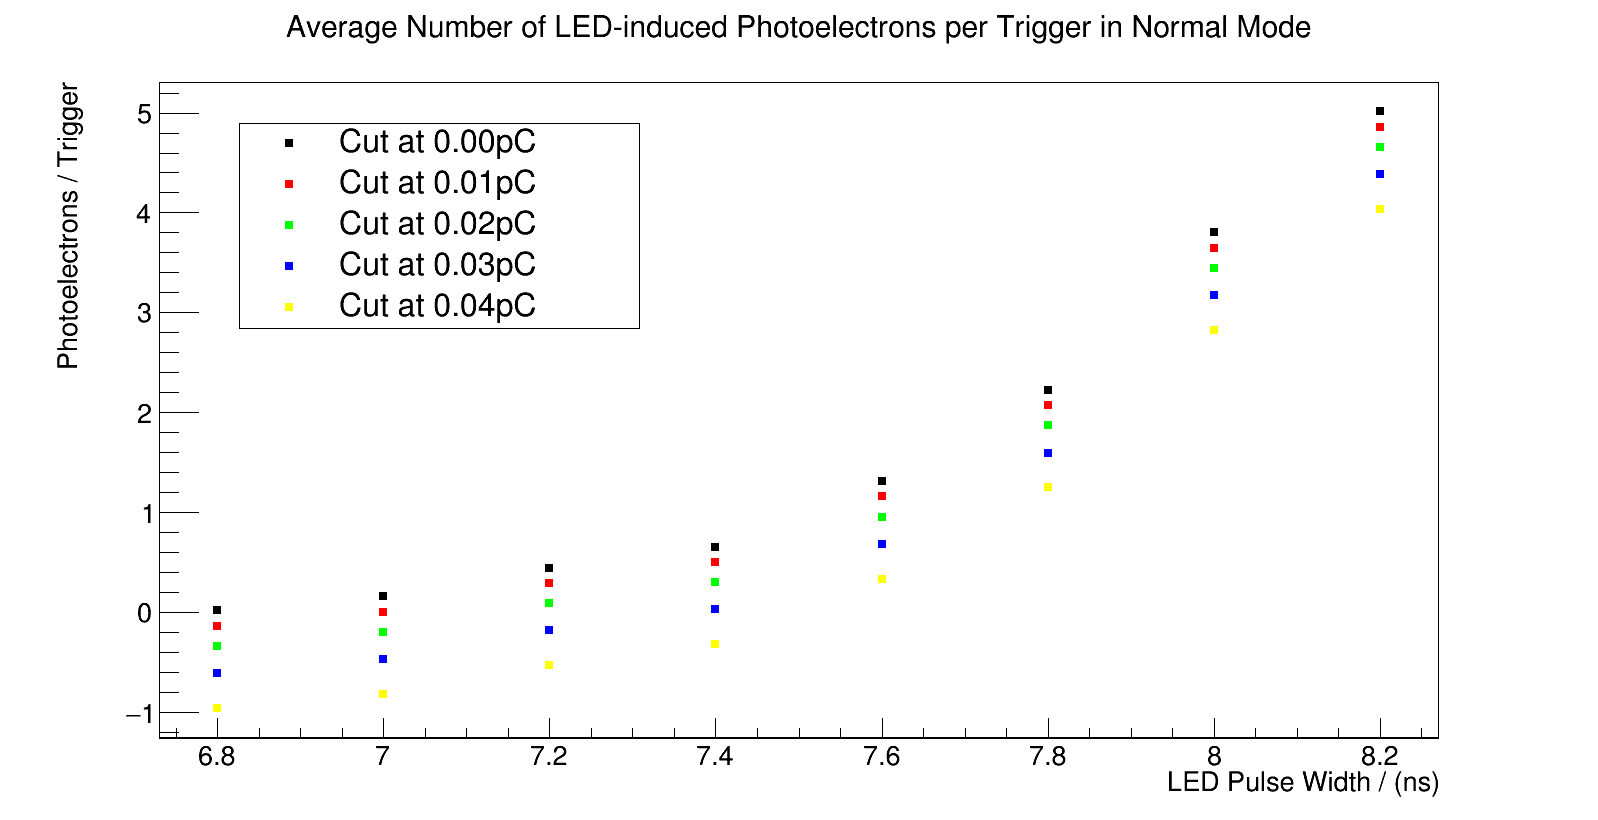 Average Number of LED-induced Photoelectrons per Trigger in Normal Mode
Photoelectrons / Trigger
5
4
3
2
1
0
−1
Cut at 0.00pC
Cut at 0.01pC
Cut at 0.02pC
Cut at 0.03pC
Cut at 0.04pC
6.8 7 7.2 7.4 7.6 7.8 8 8.2
LED Pulse Width / (ns)